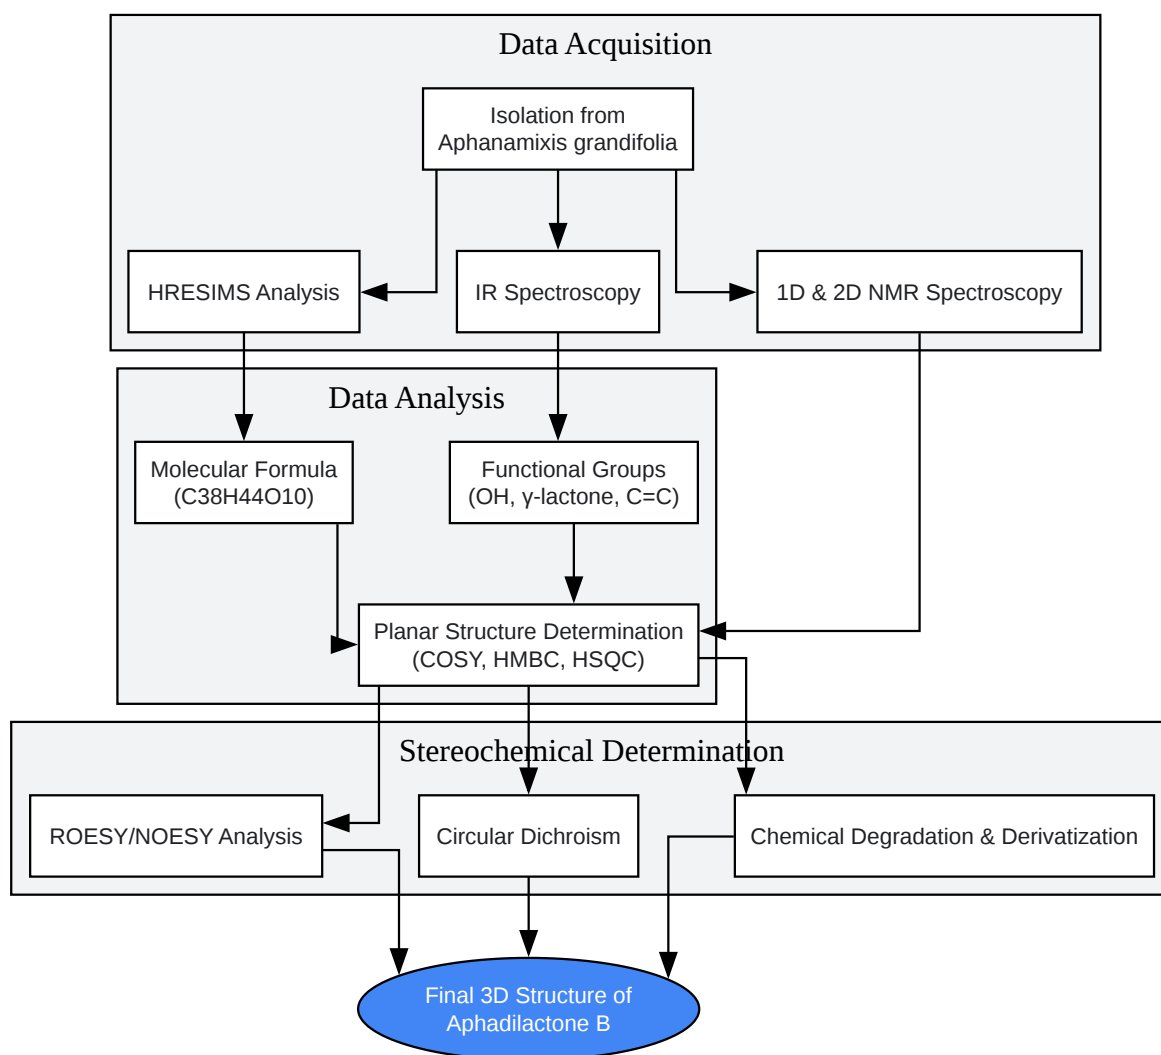 Data Acquisition
Isolation from
Aphanamixis grandifolia
HRESIMS Analysis
IR Spectroscopy
1D & 2D NMR Spectroscopy
Data Analysis
Molecular Formula
(C38H44O10)
Functional Groups
(OH, γ-lactone, C=C)
Planar Structure Determination
(COSY, HMBC, HSQC)
Stereochemical Determination
ROESY/NOESY Analysis
Circular Dichroism
Chemical Degradation & Derivatization
Final 3D Structure of
Aphadilactone B